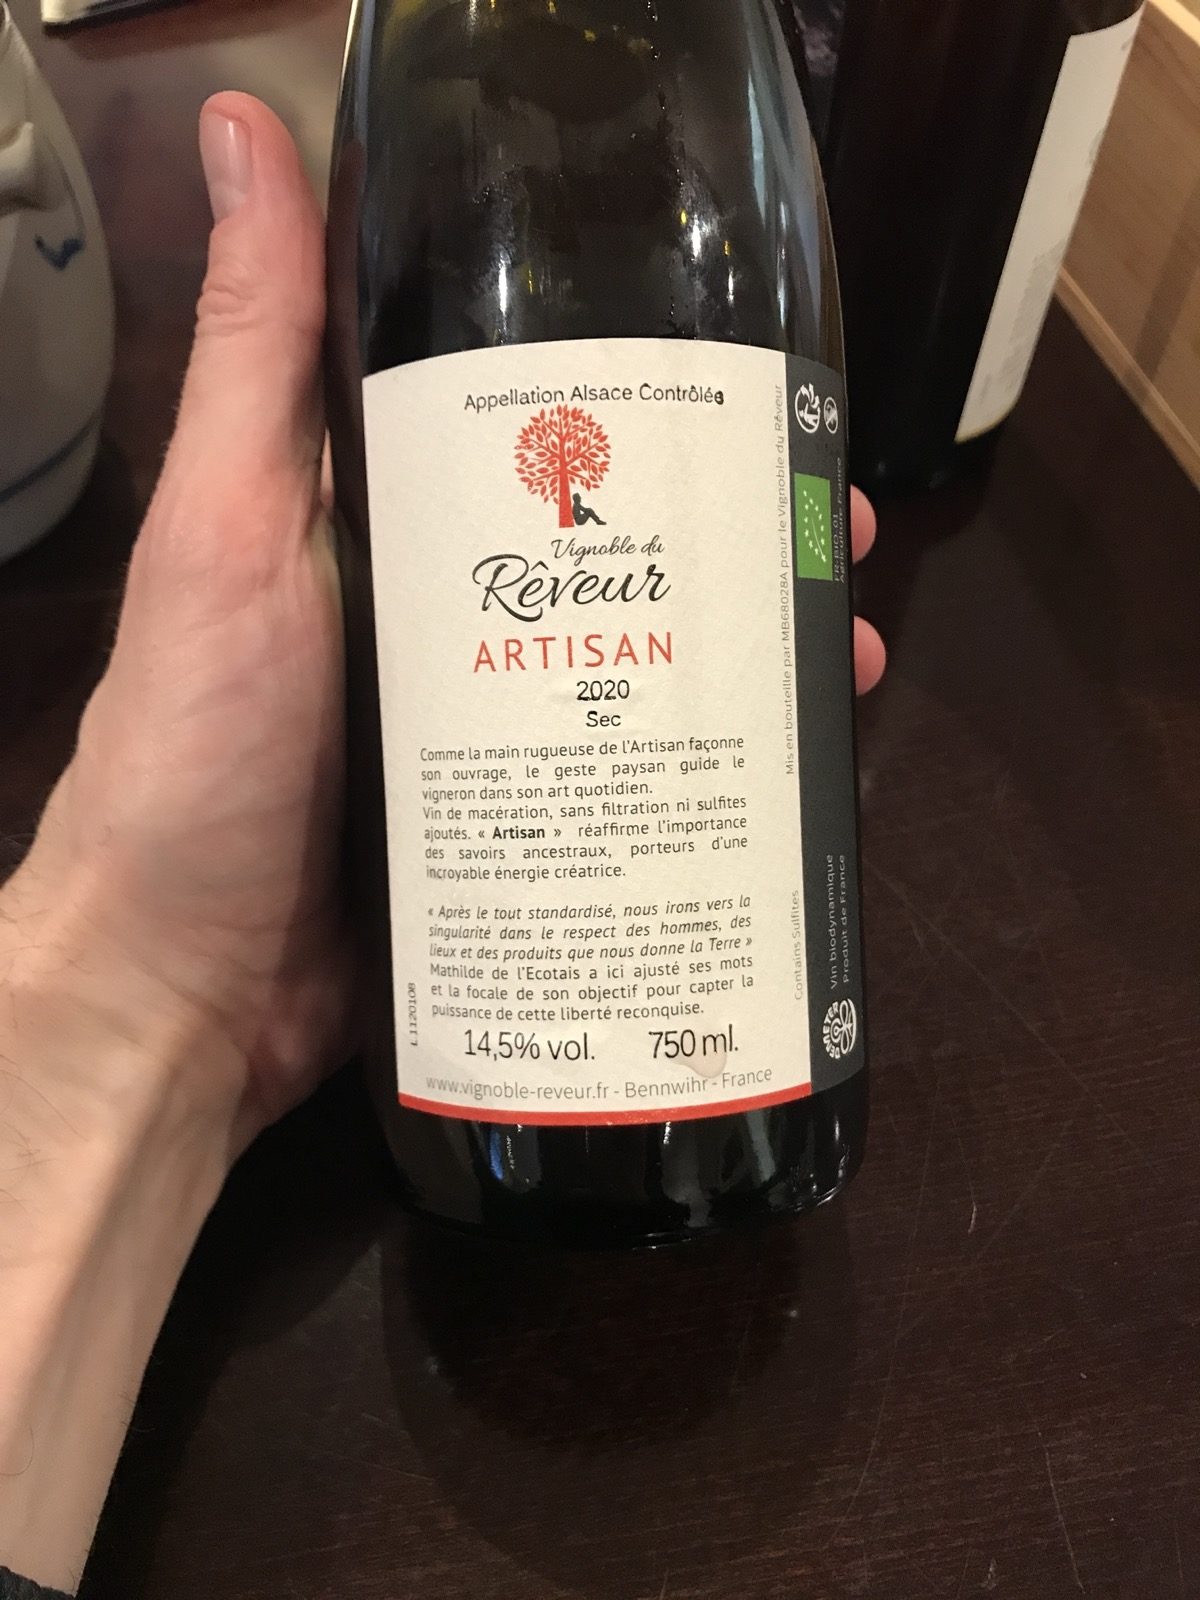 Appellation Alsace Contrôlée
Vignoble du
Rêveur
ARTISAN
2020
Sec
Comme la main rugueuse de l'Artisan façonne
son ouvrage, le geste paysan guide le
vigneron dans son art quotidien.
Vin de macération, sans filtration ni sulfites
ajoutés. « Artisan » réaffirme l'importance
des savoirs ancestraux, porteurs d'une
incroyable énergie créatrice.
« Après le tout standardisé, nous irons vers la
singularité dans le respect des hommes, des
lieux et des produits que nous donne la Terre »
Mathilde de l'Ecotais a ici ajusté ses mots
et la focale de son objectif pour capter la
puissance de cette liberté reconquise.
14,5% vol. 750 ml.
www.vignoble-reveur.fr - Bennwihr - France
L1120108
Mis en bouteille par MB68028A pour le Vignoble du Rêveur
Contains Sulfites
FR-BIO-01
Agriculture France
Vin biodynamique
Produit de France
DEMETER